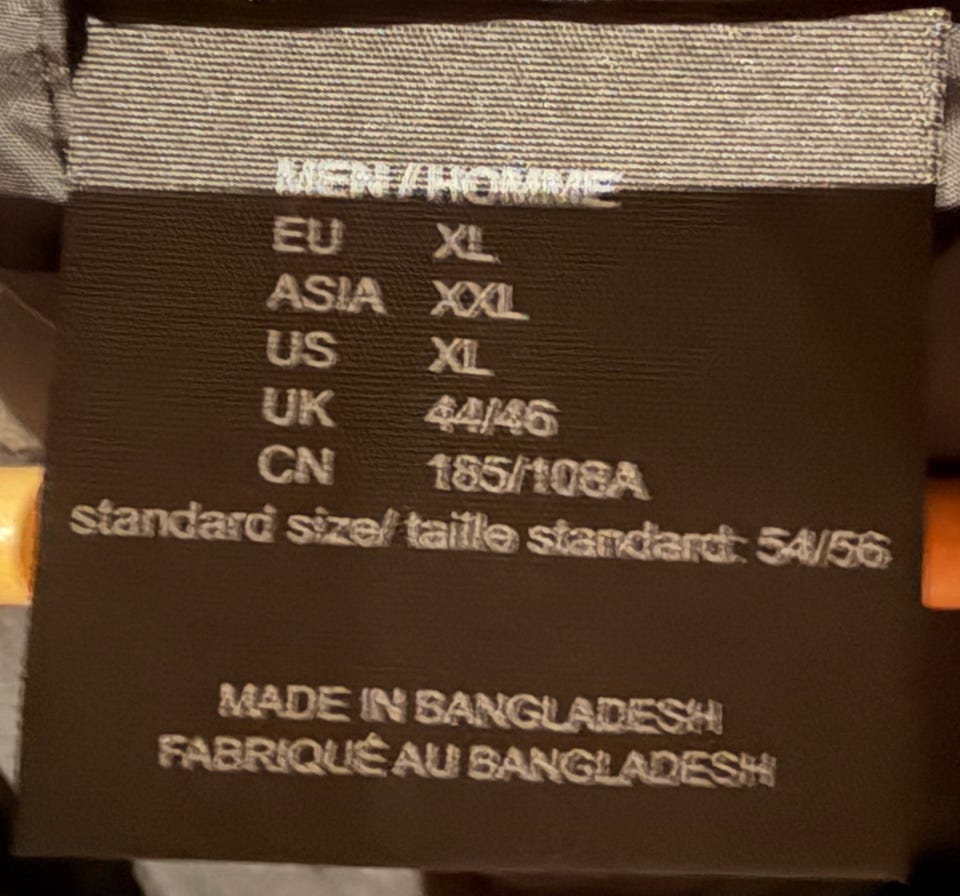 MEN / HOMME
EU XL
ASIA XXL
US XL
UK 44/46
CN 185/108A
standard size/ taille standard: 54/56
MADE IN BANGLADESH
FABRIQUÉ AU BANGLADESH